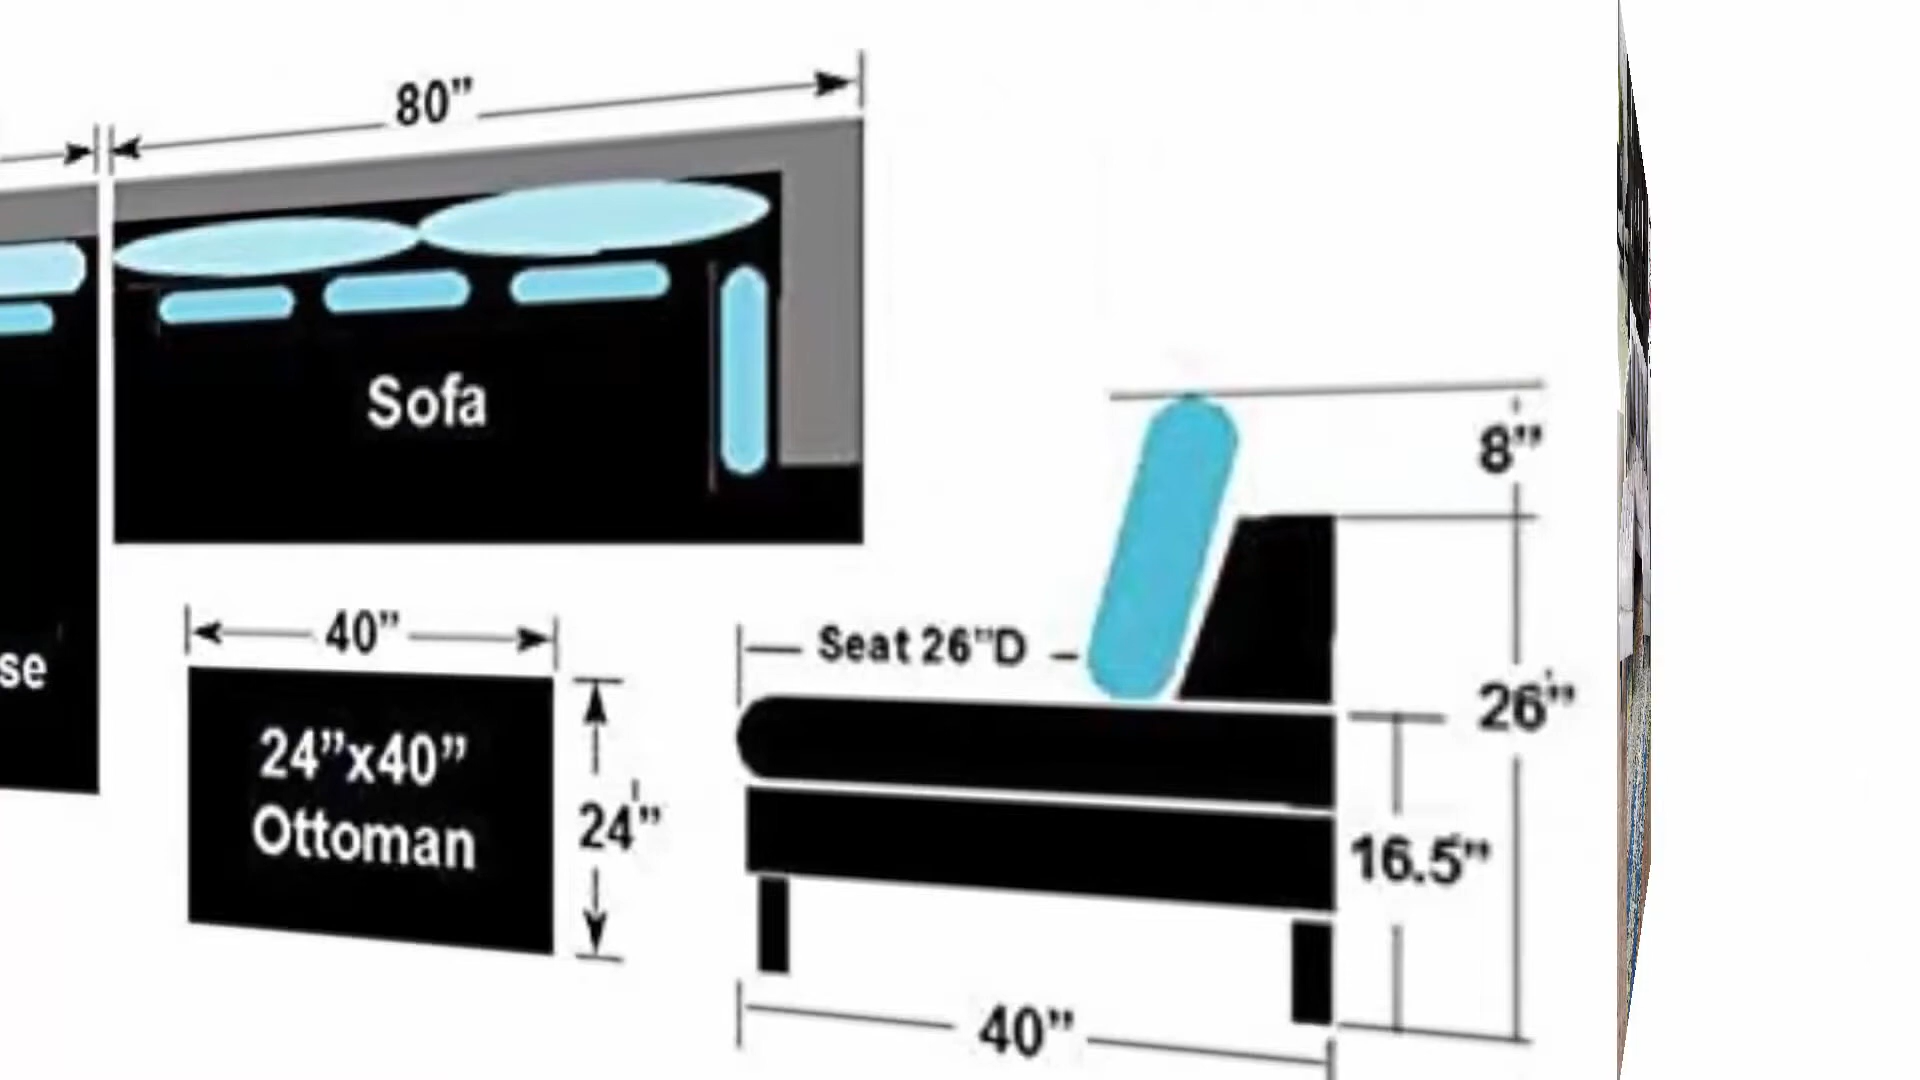 80”
Sofa
se
40”
24”x40”
Ottoman
24”
Seat 26”D
8”
26”
16.5”
40”